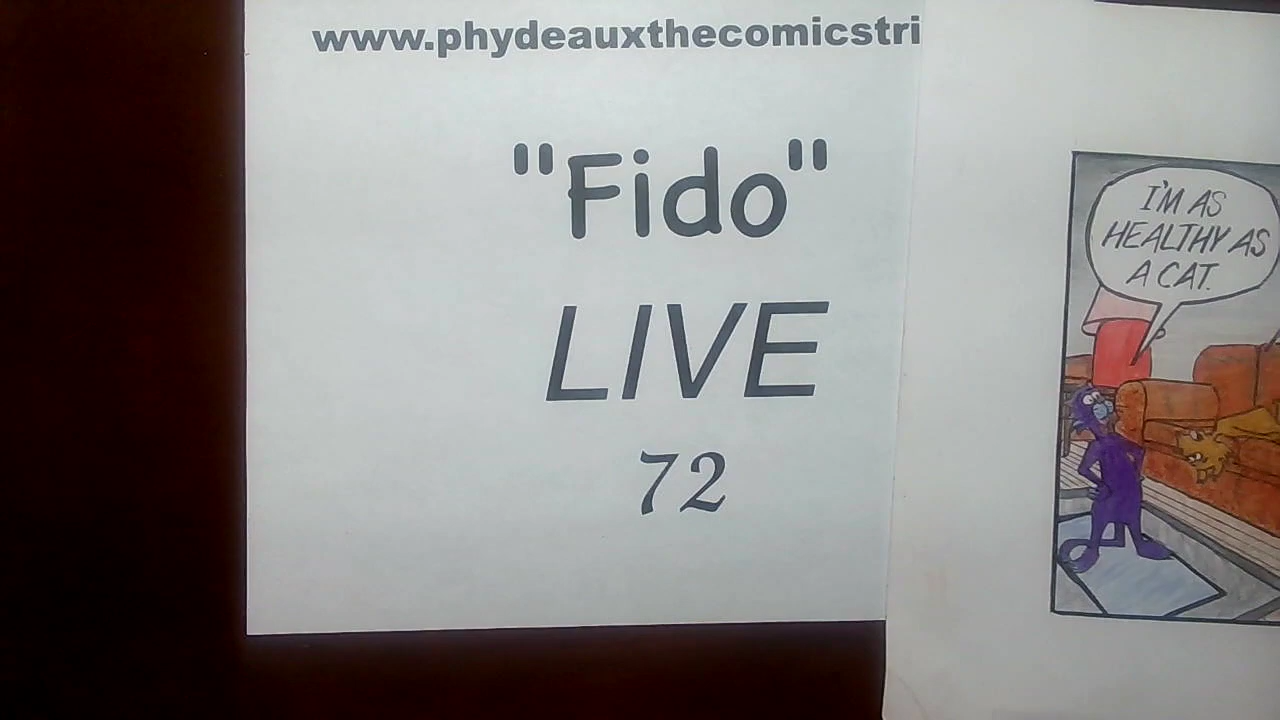 www.phydeauxthecomicstri
"Fido"
LIVE
72
I'M AS
HEALTHY AS
A CAT.